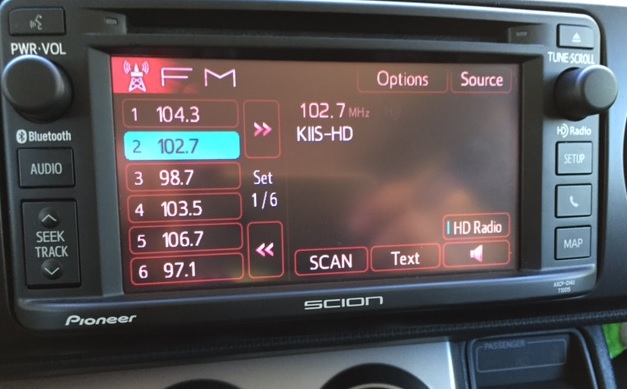 PWR·VOL
TUNE·SCROLL
FM
Options
Source
1 104.3
102.7 MHz
KIIS-HD
2 102.7
3 98.7
Set
1/6
4 103.5
5 106.7
6 97.1
HD Radio
SCAN
Text
Bluetooth
AUDIO
SEEK
TRACK
HD Radio
SETUP
MAP
SCION
Pioneer
PASSENGER